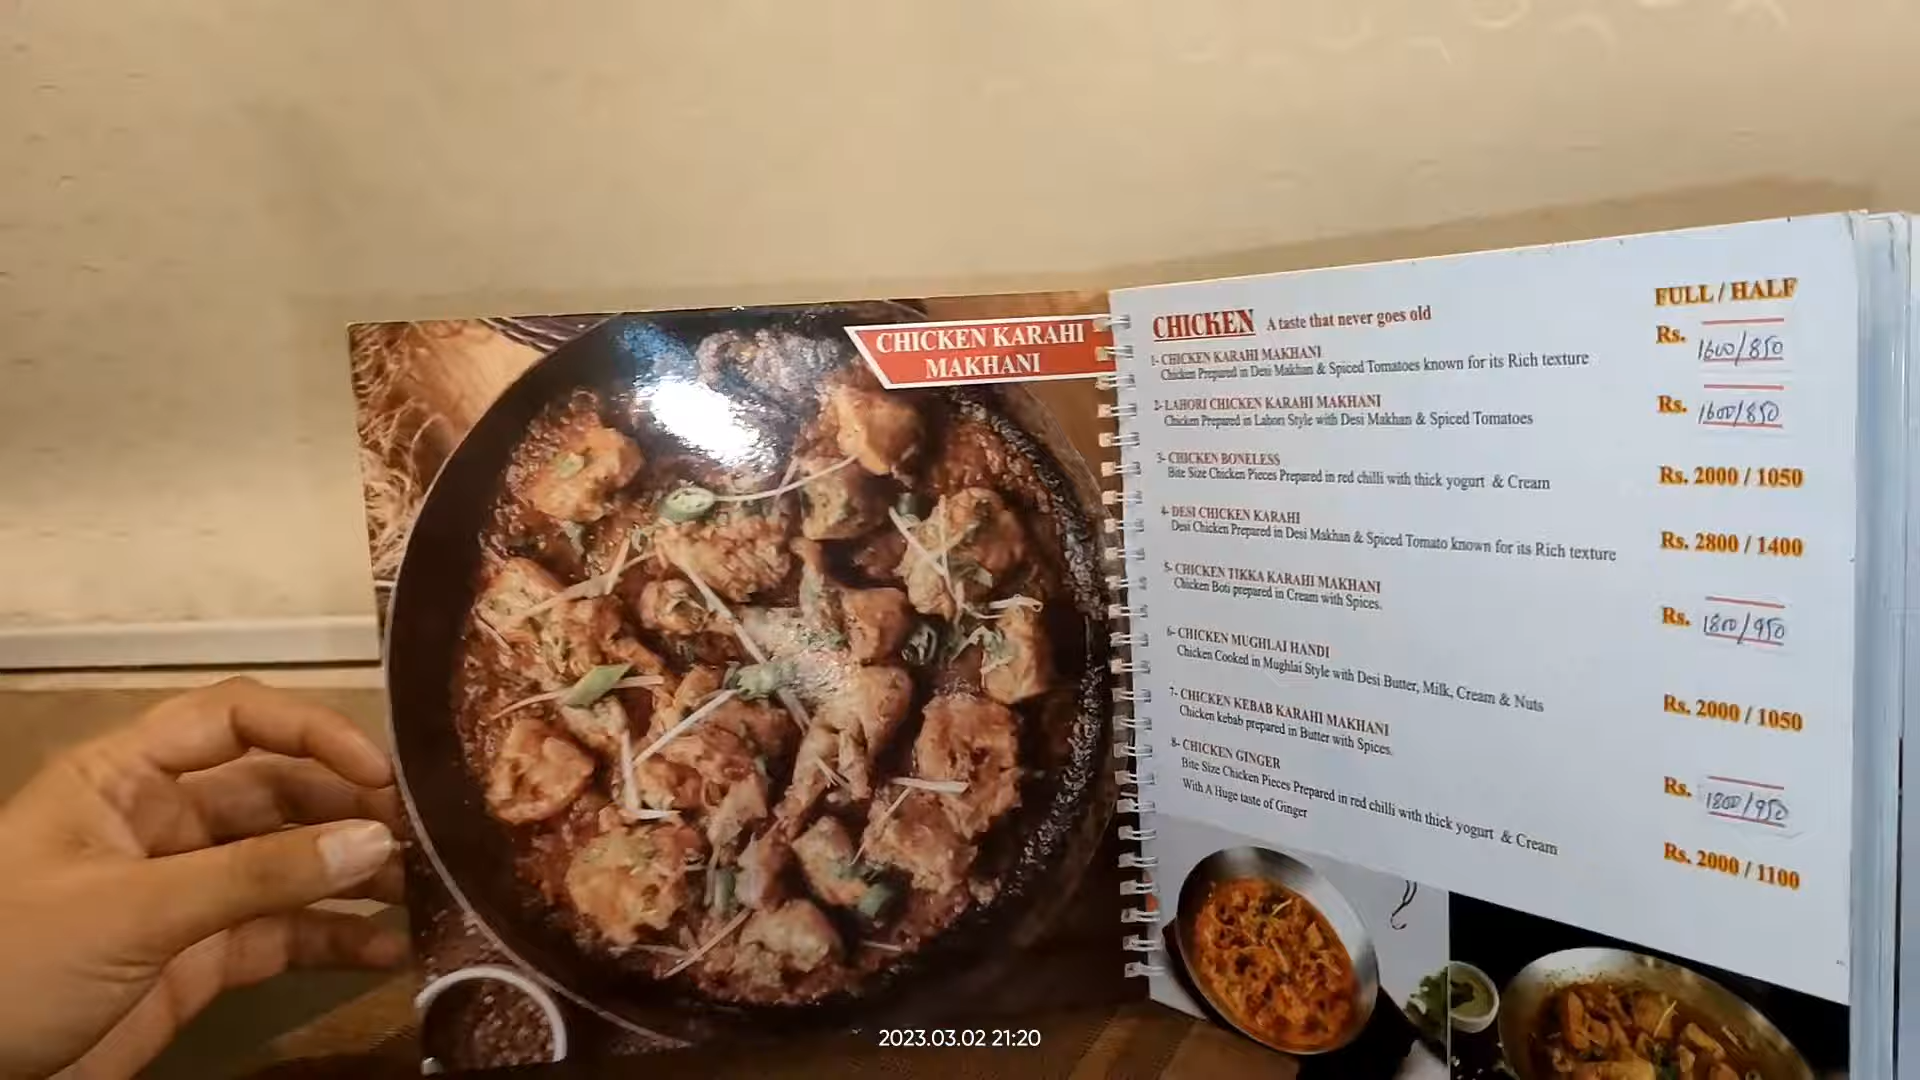 CHICKEN KARAHI
MAKHANI
CHICKEN A taste that never goes old
FULL / HALF
1- CHICKEN KARAHI MAKHANI
Chicken Prepared in Desi Makhan & Spiced Tomatoes known for its Rich texture
Rs. 1600/850
2- LAHORI CHICKEN KARAHI MAKHANI
Chicken Prepared in Lahori Style with Desi Makhan & Spiced Tomatoes
Rs. 1600/850
3- CHICKEN BONELESS
Bite Size Chicken Pieces Prepared in red chilli with thick yogurt & Cream
Rs. 2000 / 1050
4- DESI CHICKEN KARAHI
Desi Chicken Prepared in Desi Makhan & Spiced Tomato known for its Rich texture
Rs. 2800 / 1400
5- CHICKEN TIKKA KARAHI MAKHANI
Chicken Boti prepared in Cream with Spices.
Rs. 1800/950
6- CHICKEN MUGHLAI HANDI
Chicken Cooked in Mughlai Style with Desi Butter, Milk, Cream & Nuts
Rs. 2000 / 1050
7- CHICKEN KEBAB KARAHI MAKHANI
Chicken kebab prepared in Butter with Spices.
Rs. 1800/950
8- CHICKEN GINGER
Bite Size Chicken Pieces Prepared in red chilli with thick yogurt & Cream
With A Huge taste of Ginger
Rs. 2000 / 1100
2023.03.02 21:20